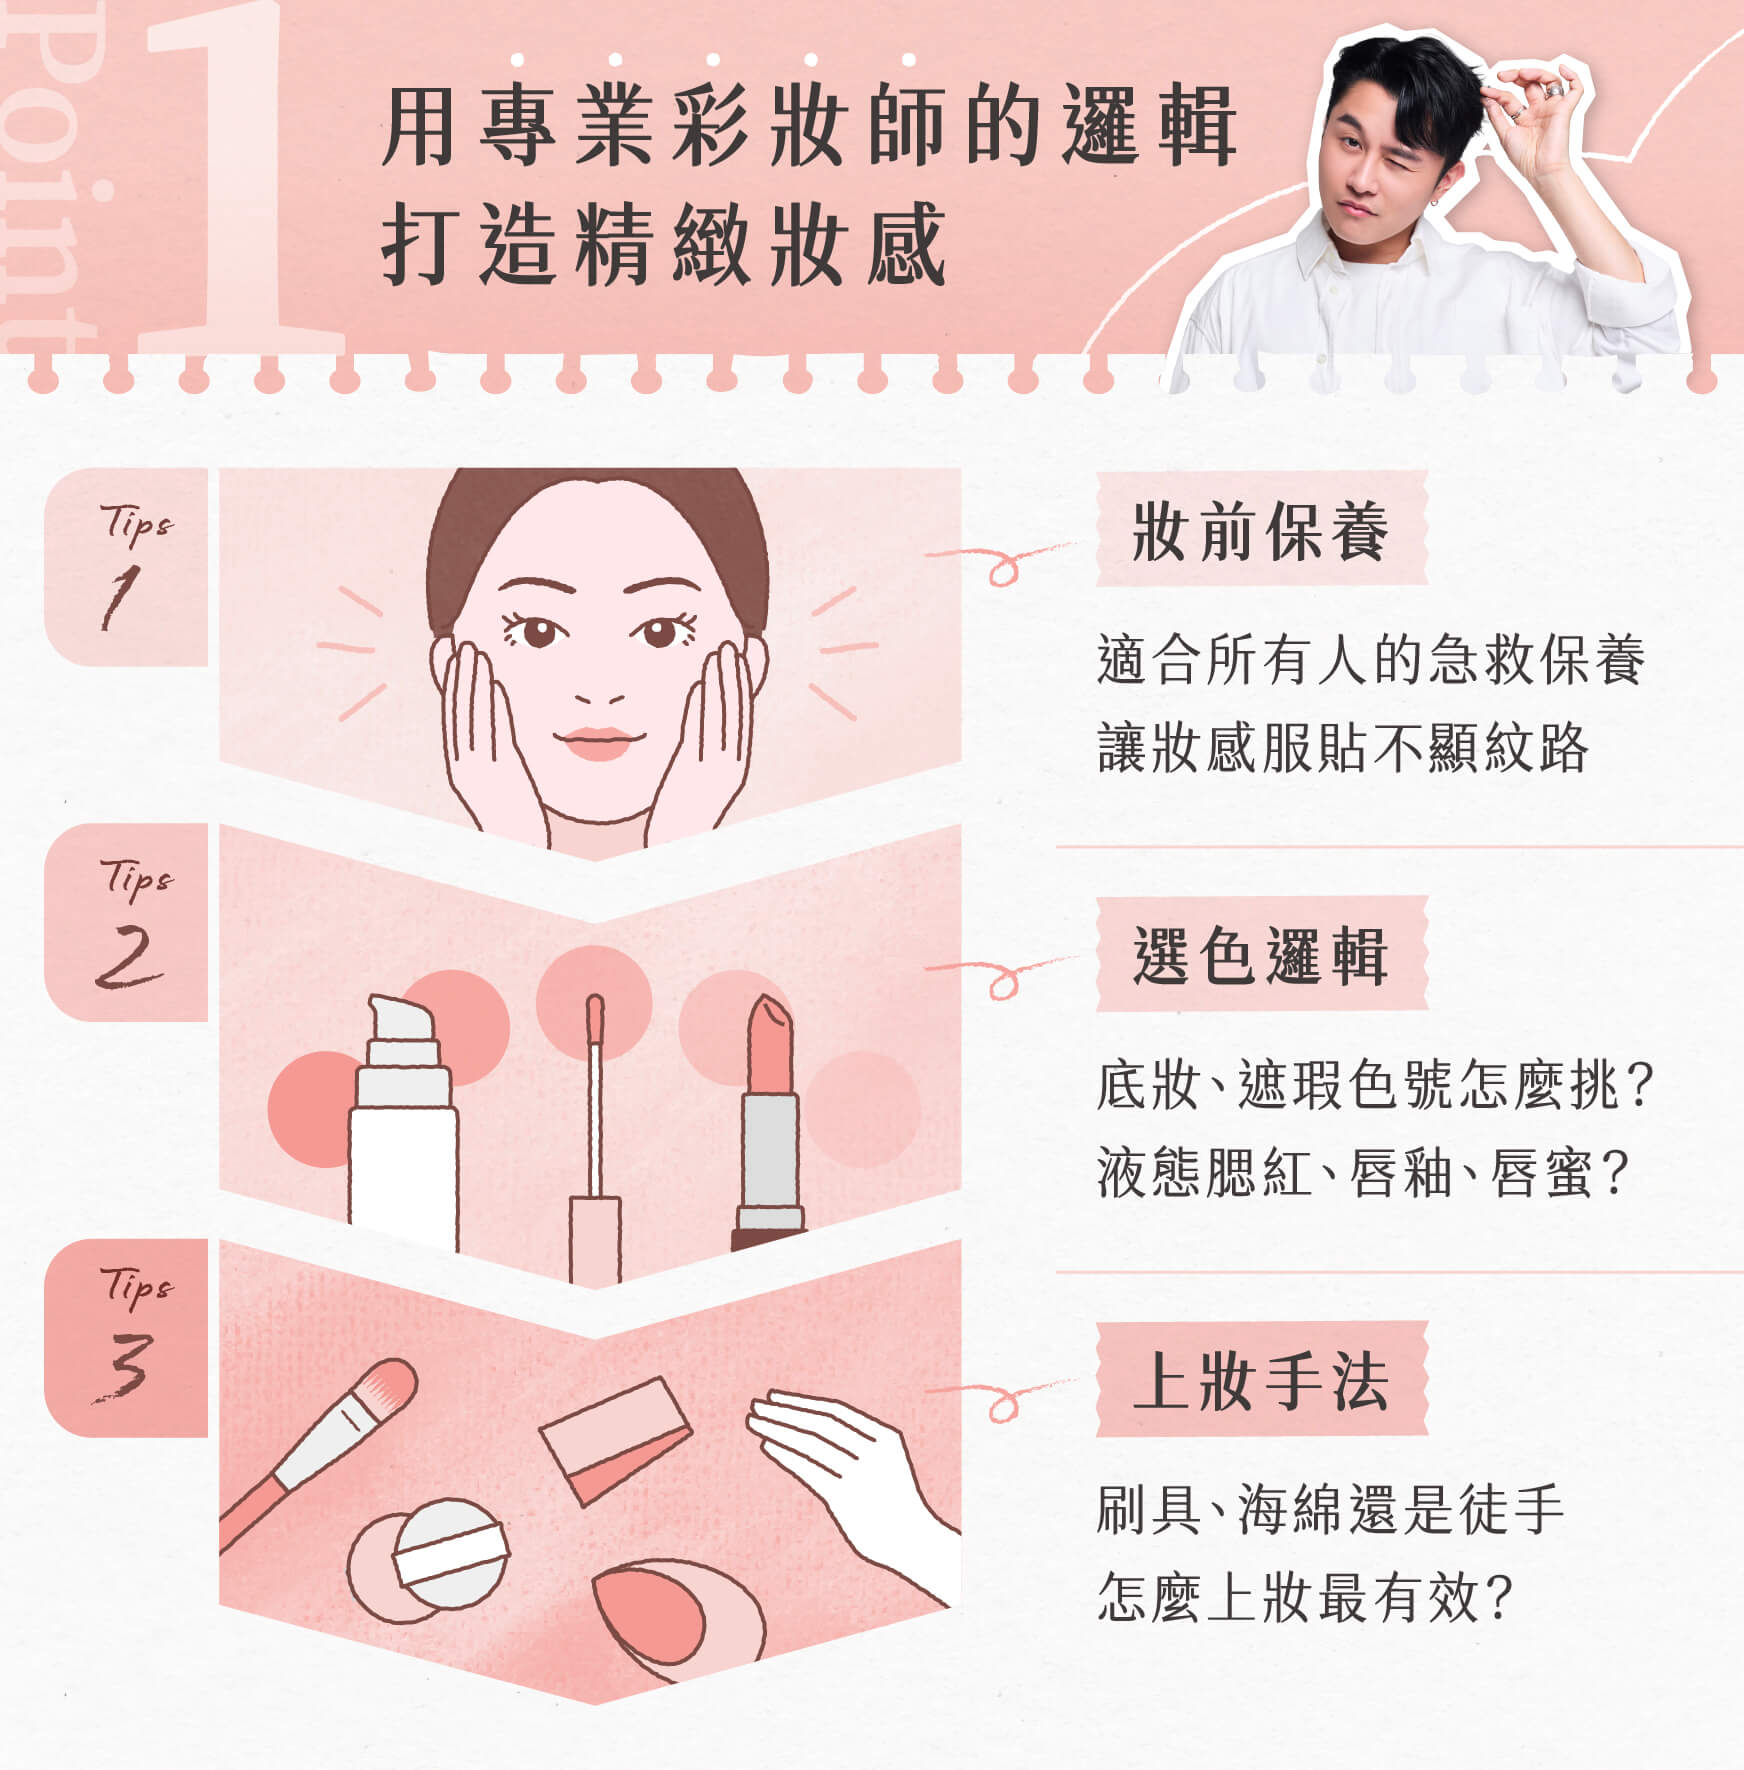 Point 1
用專業彩妝師的邏輯
打造精緻妝感
Tips
1
妝前保養
適合所有人的急救保養
讓妝感服貼不顯紋路
Tips
2
選色邏輯
底妝、遮瑕色號怎麼挑？
液態腮紅、唇釉、唇蜜？
Tips
3
上妝手法
刷具、海綿還是徒手
怎麼上妝最有效？